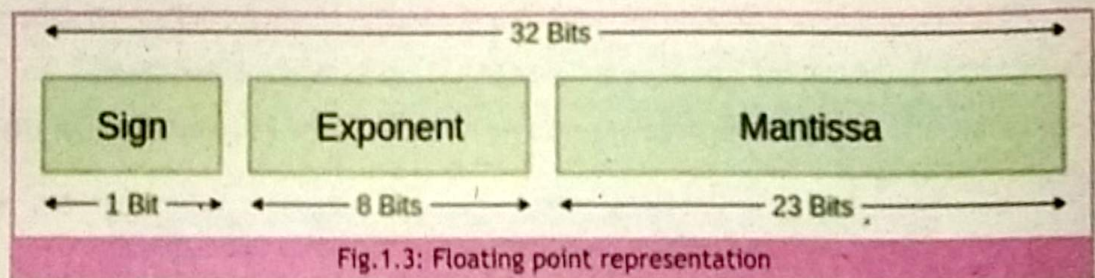 32 Bits
Sign Exponent Mantissa
1 Bit 8 Bits 23 Bits
Fig.1.3: Floating point representation